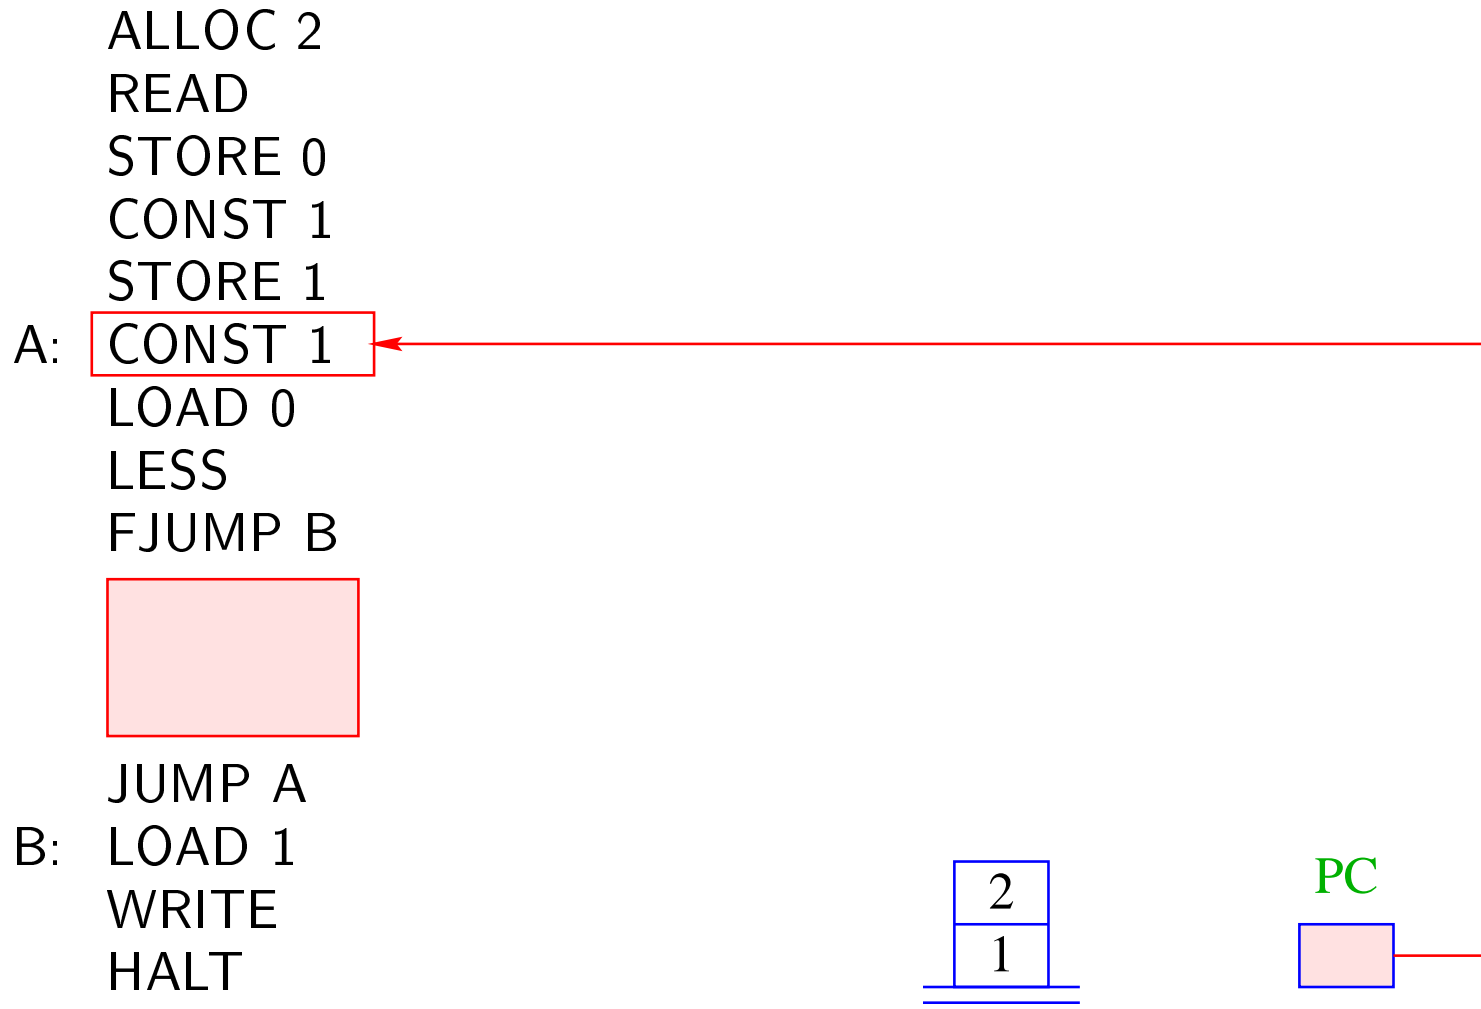 ALLOC 2
READ
STORE 0
CONST 1
STORE 1
A: CONST 1
LOAD 0
LESS
FJUMP B
JUMP A
B: LOAD 1
WRITE
HALT
2
1
PC